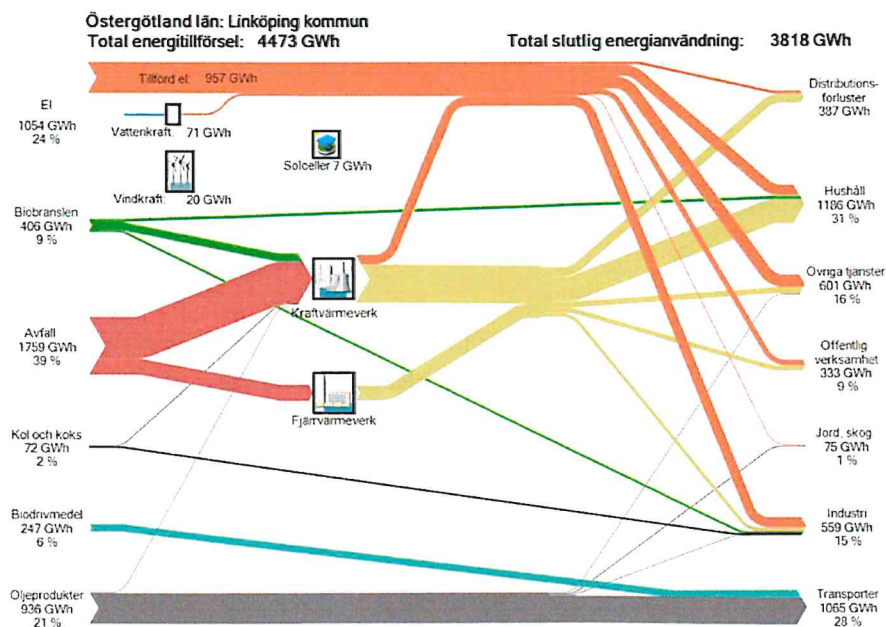 Östergötland län: Linköping kommun
Total energitillförsel: 4473 GWh
Total slutlig energianvändning: 3818 GWh
Tillförd el: 957 GWh
El
1054 GWh
24 %
Vattenkraft: 71 GWh
Solceller 7 GWh
Vindkraft: 20 GWh
Biobränslen
406 GWh
9 %
Kraftvärmeverk
Avfall
1759 GWh
39 %
Fjärrvärmeverk
Kol och koks
72 GWh
2 %
Biodrivmedel
247 GWh
6 %
Oljeprodukter
936 GWh
21 %
Distributions-
förluster
387 GWh
Hushåll
1186 GWh
31 %
Övriga tjänster
601 GWh
16 %
Offentlig
verksamhet
333 GWh
9 %
Jord, skog
75 GWh
1 %
Industri
559 GWh
15 %
Transporter
1065 GWh
28 %